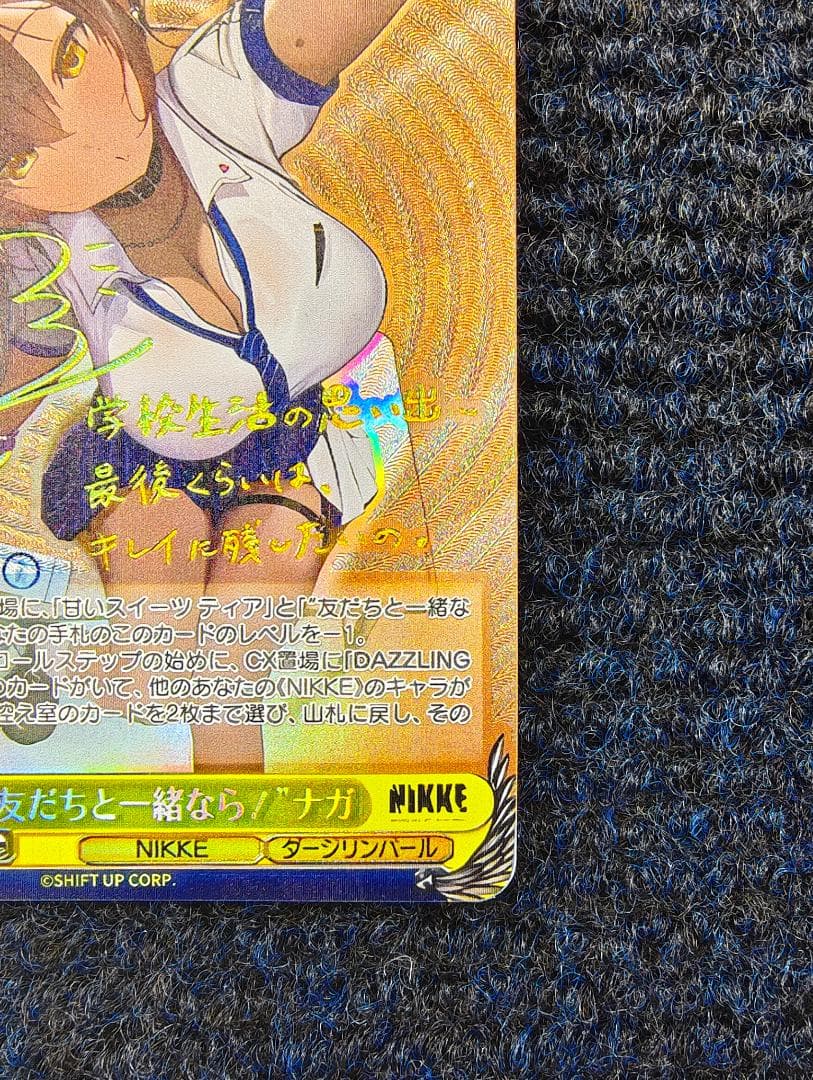 学校生活の思い出〜
最後くらいは、
キレイに残したいの。
場に、「甘いスイーツ ティア」と「"友だちと一緒な
たの手札のこのカードのレベルを－1。
ロールステップの始めに、CX置場に「DAZZLING
カードがいて、他のあなたの《NIKKE》のキャラが
控え室のカードを2枚まで選び、山札に戻し、その
友だちと一緒なら！"ナガ
NIKKE
NIKKE
ダージリンパール
©SHIFT UP CORP.